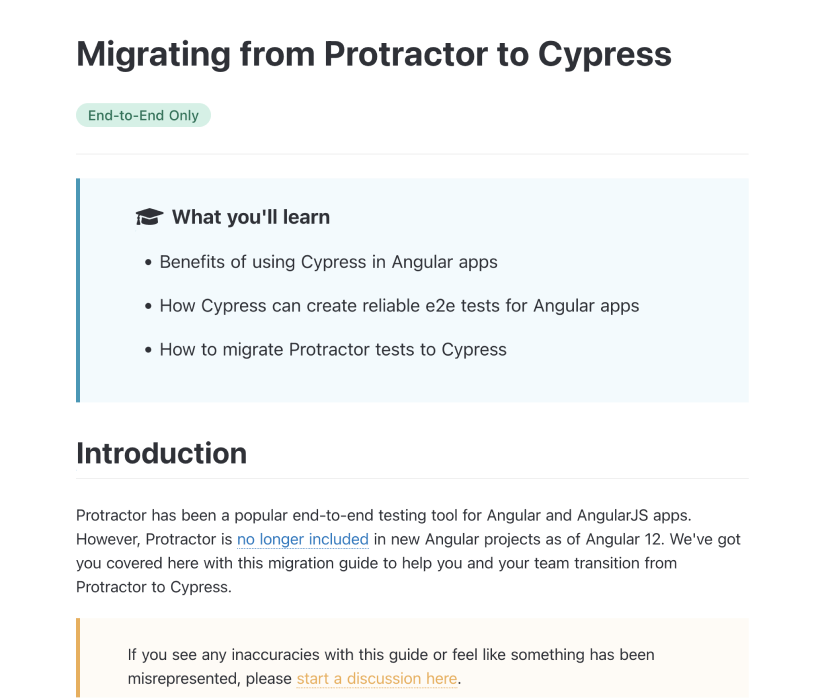 Migrating from Protractor to Cypress
End-to-End Only
What you'll learn
• Benefits of using Cypress in Angular apps
• How Cypress can create reliable e2e tests for Angular apps
• How to migrate Protractor tests to Cypress
Introduction
Protractor has been a popular end-to-end testing tool for Angular and AngularJS apps.
However, Protractor is no longer included in new Angular projects as of Angular 12. We've got
you covered here with this migration guide to help you and your team transition from
Protractor to Cypress.
If you see any inaccuracies with this guide or feel like something has been
misrepresented, please start a discussion here.